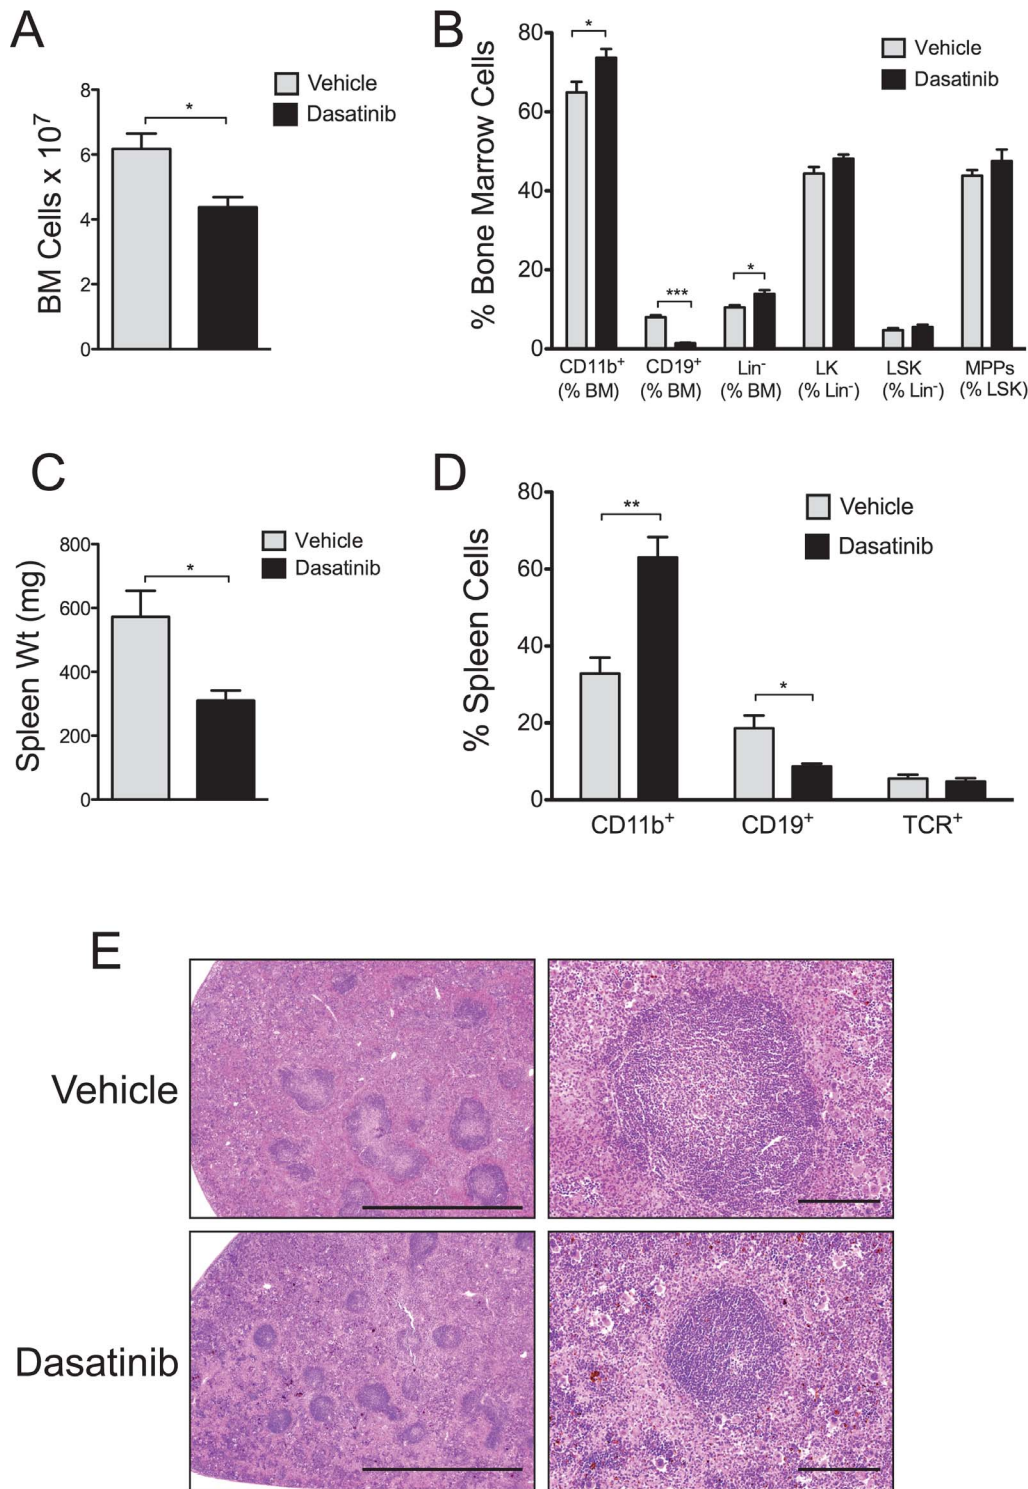 A
Vehicle
Dasatinib
BM Cells x 10⁷
8
6
4
2
0
*
B
Vehicle
Dasatinib
% Bone Marrow Cells
80
60
40
20
0
*
***
*
CD11b⁺ CD19⁺ Lin⁻ LK LSK MPPs
(% BM) (% BM) (% BM) (% Lin⁻) (% Lin⁻) (% LSK)
C
Vehicle
Dasatinib
Spleen Wt (mg)
800
600
400
200
0
*
D
Vehicle
Dasatinib
% Spleen Cells
80
60
40
20
0
**
*
CD11b⁺ CD19⁺ TCR⁺
E
Vehicle
Dasatinib